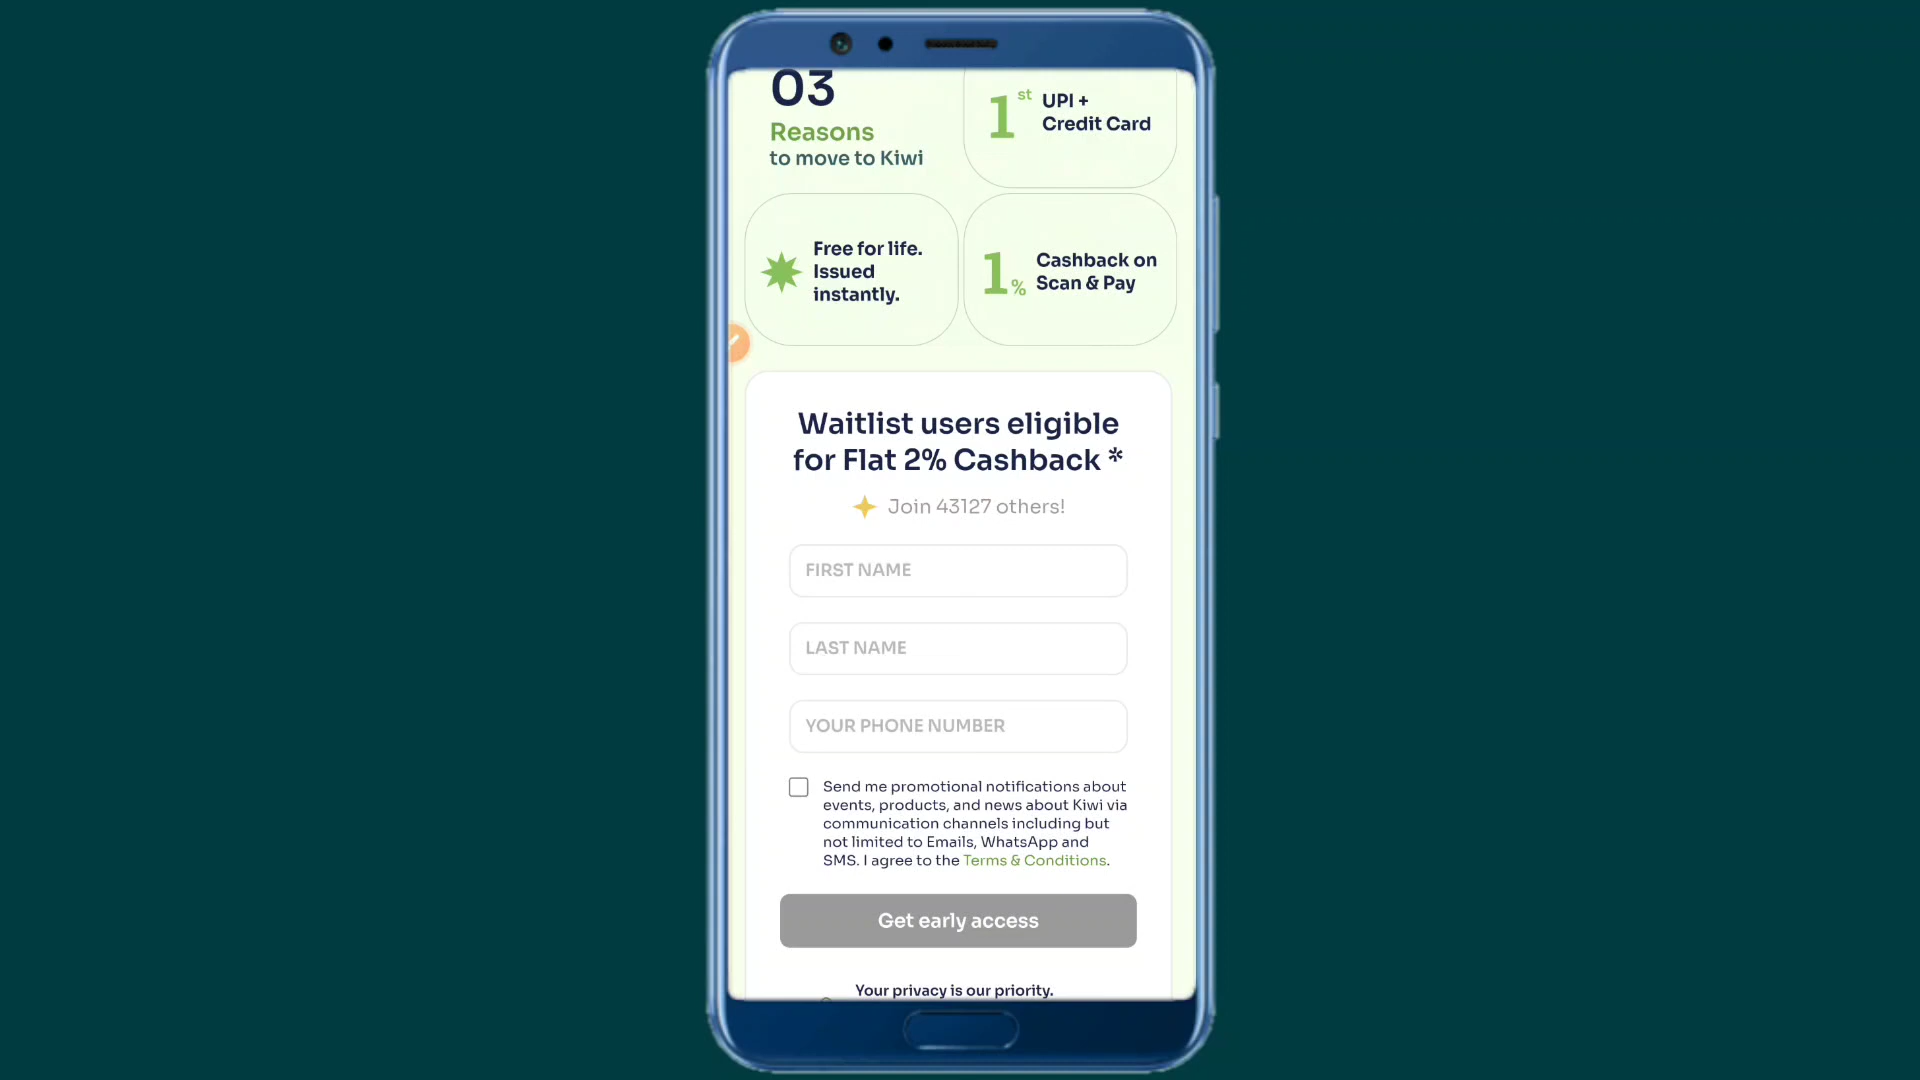 03
Reasons
to move to Kiwi
1st
UPI +
Credit Card
Free for life.
Issued
instantly.
1%
Cashback on
Scan & Pay
Waitlist users eligible
for Flat 2% Cashback *
Join 43127 others!
FIRST NAME
LAST NAME
YOUR PHONE NUMBER
Send me promotional notifications about
events, products, and news about Kiwi via
communication channels including but
not limited to Emails, WhatsApp and
SMS. I agree to the Terms & Conditions.
Get early access
Your privacy is our priority.